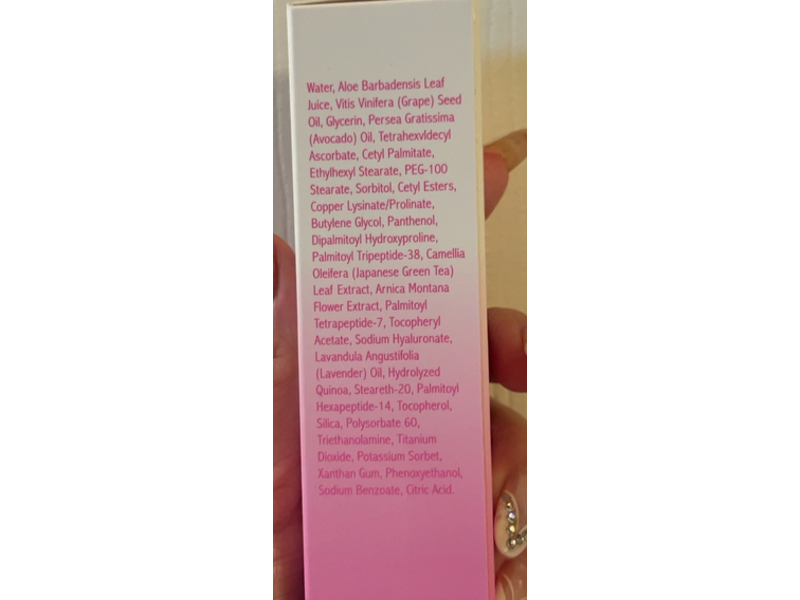 Water, Aloe Barbadensis Leaf
Juice, Vitis Vinifera (Grape) Seed
Oil, Glycerin, Persea Gratissima
(Avocado) Oil, Tetrahexvldecyl
Ascorbate, Cetyl Palmitate,
Ethylhexyl Stearate, PEG-100
Stearate, Sorbitol, Cetyl Esters,
Copper Lysinate/Prolinate,
Butylene Glycol, Panthenol,
Dipalmitoyl Hydroxyproline,
Palmitoyl Tripeptide-38, Camellia
Oleifera (Japanese Green Tea)
Leaf Extract, Arnica Montana
Flower Extract, Palmitoyl
Tetrapeptide-7, Tocopheryl
Acetate, Sodium Hyaluronate,
Lavandula Angustifolia
(Lavender) Oil, Hydrolyzed
Quinoa, Steareth-20, Palmitoyl
Hexapeptide-14, Tocopherol,
Silica, Polysorbate 60,
Triethanolamine, Titanium
Dioxide, Potassium Sorbet,
Xanthan Gum, Phenoxyethanol,
Sodium Benzoate, Citric Acid.